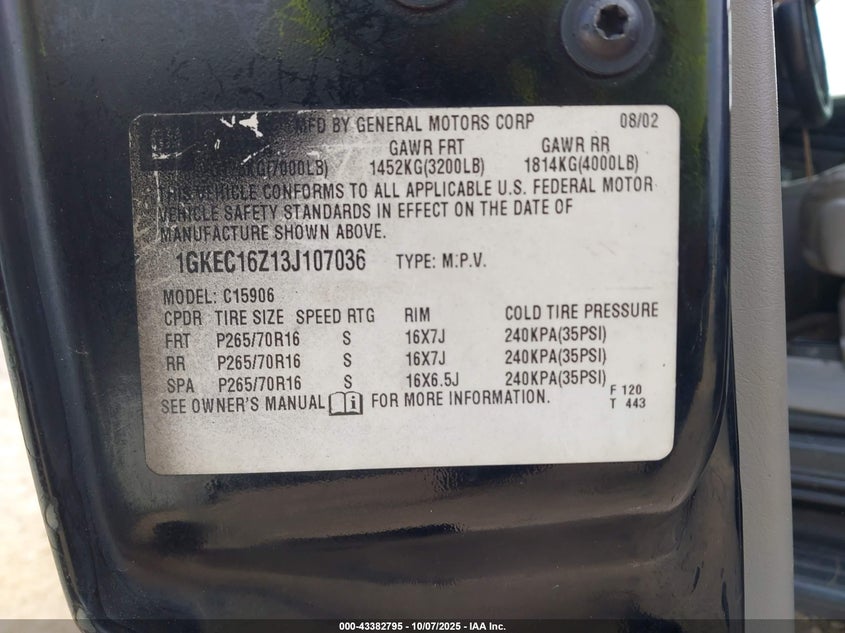 MFD BY GENERAL MOTORS CORP 08/02
GAWR FRT GAWR RR
KG(7000LB) 1452KG(3200LB) 1814KG(4000LB)
THIS VEHICLE CONFORMS TO ALL APPLICABLE U.S. FEDERAL MOTOR
VEHICLE SAFETY STANDARDS IN EFFECT ON THE DATE OF
MANUFACTURE SHOWN ABOVE.
1GKEC16Z13J107036 TYPE: M.P.V.
MODEL: C15906
CPDR TIRE SIZE SPEED RTG RIM COLD TIRE PRESSURE
FRT P265/70R16 S 16X7J 240KPA(35PSI)
RR P265/70R16 S 16X7J 240KPA(35PSI)
SPA P265/70R16 S 16X6.5J 240KPA(35PSI)
SEE OWNER'S MANUAL FOR MORE INFORMATION.
F 120
T 443
000-43382795 - 10/07/2025 - IAA Inc.